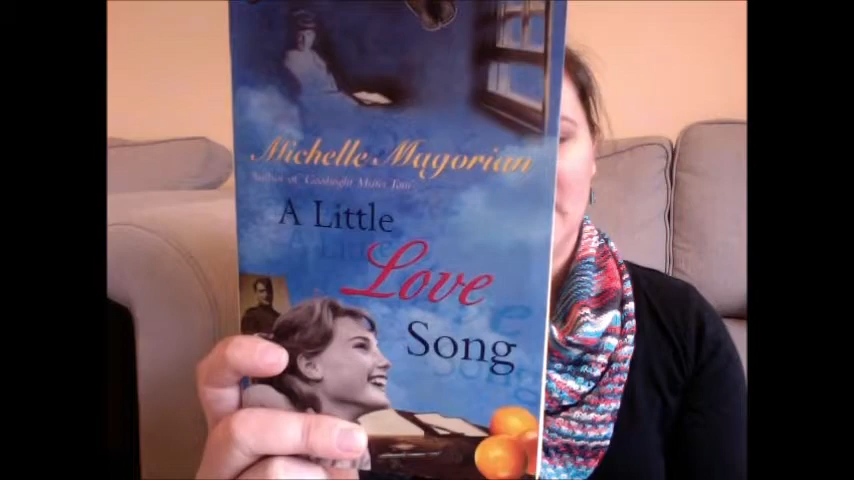 Michelle Magorian
Author of 'Goodnight Mister Tom'
A Little
Love
Song